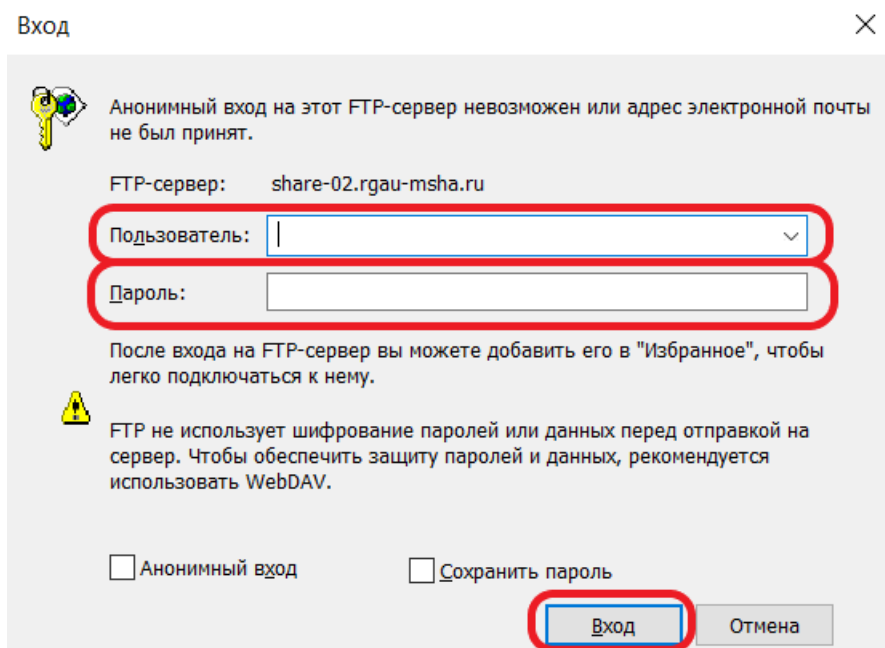 Вход
Анонимный вход на этот FTP-сервер невозможен или адрес электронной почты
не был принят.
FTP-сервер: share-02.rgau-msha.ru
Пользователь:
Пароль:
После входа на FTP-сервер вы можете добавить его в "Избранное", чтобы
легко подключаться к нему.
FTP не использует шифрование паролей или данных перед отправкой на
сервер. Чтобы обеспечить защиту паролей и данных, рекомендуется
использовать WebDAV.
Анонимный вход Сохранить пароль
Вход Отмена